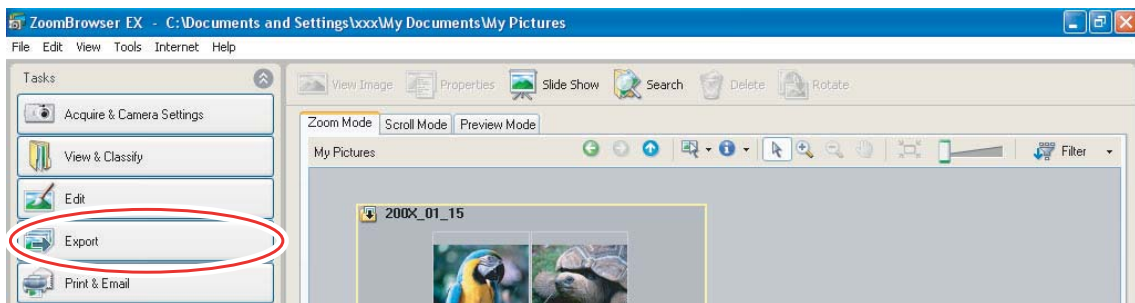 ZoomBrowser EX - C:\Documents and Settings\xxx\My Documents\My Pictures
File Edit View Tools Internet Help
Tasks
Acquire & Camera Settings
View & Classify
Edit
Export
Print & Email
View Image Properties Slide Show Search Delete Rotate
Zoom Mode Scroll Mode Preview Mode
My Pictures Filter
200X_01_15